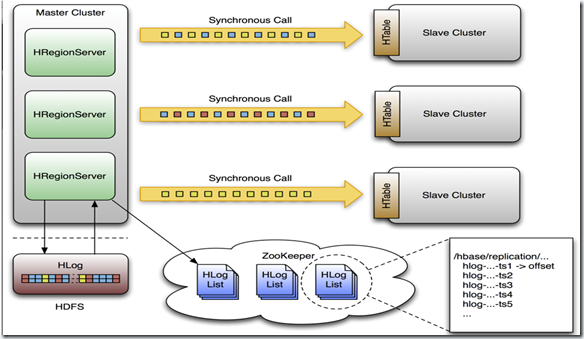 Master Cluster
HRegionServer
HRegionServer
HRegionServer
Synchronous Call
HTable
Slave Cluster
Synchronous Call
HTable
Slave Cluster
Synchronous Call
HTable
Slave Cluster
HLog
HDFS
ZooKeeper
HLog
List
HLog
List
HLog
List
/hbase/replication/...
hlog-...-ts1 -> offset
hlog-...-ts2
hlog-...-ts3
hlog-...-ts4
hlog-...-ts5
...